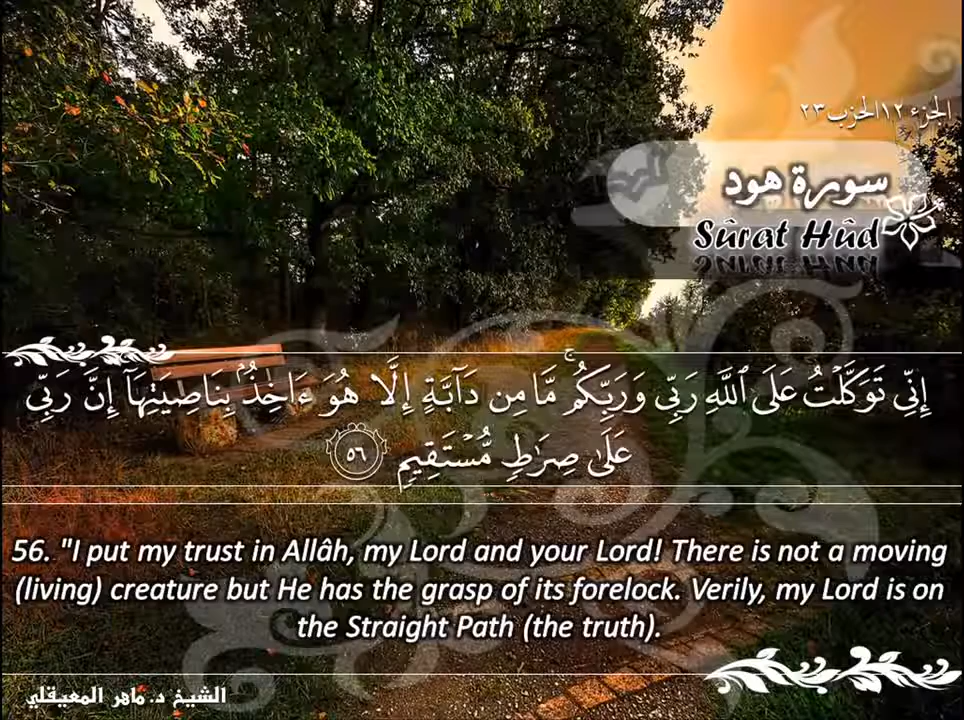 الجزء ١٢ الحزب ٢٣
سورة هود
Sûrat Hûd
إِنِّى تَوَكَّلْتُ عَلَى ٱللَّهِ رَبِّى وَرَبِّكُم ۚ مَّا مِن دَآبَّةٍ إِلَّا هُوَ ءَاخِذٌۢ بِنَاصِيَتِهَآ إِنَّ رَبِّى
عَلَىٰ صِرَٰطٍ مُّسْتَقِيمٍ ٥٦
56. "I put my trust in Allâh, my Lord and your Lord! There is not a moving
(living) creature but He has the grasp of its forelock. Verily, my Lord is on
the Straight Path (the truth).
الشيخ د. ماهر المعيقلي